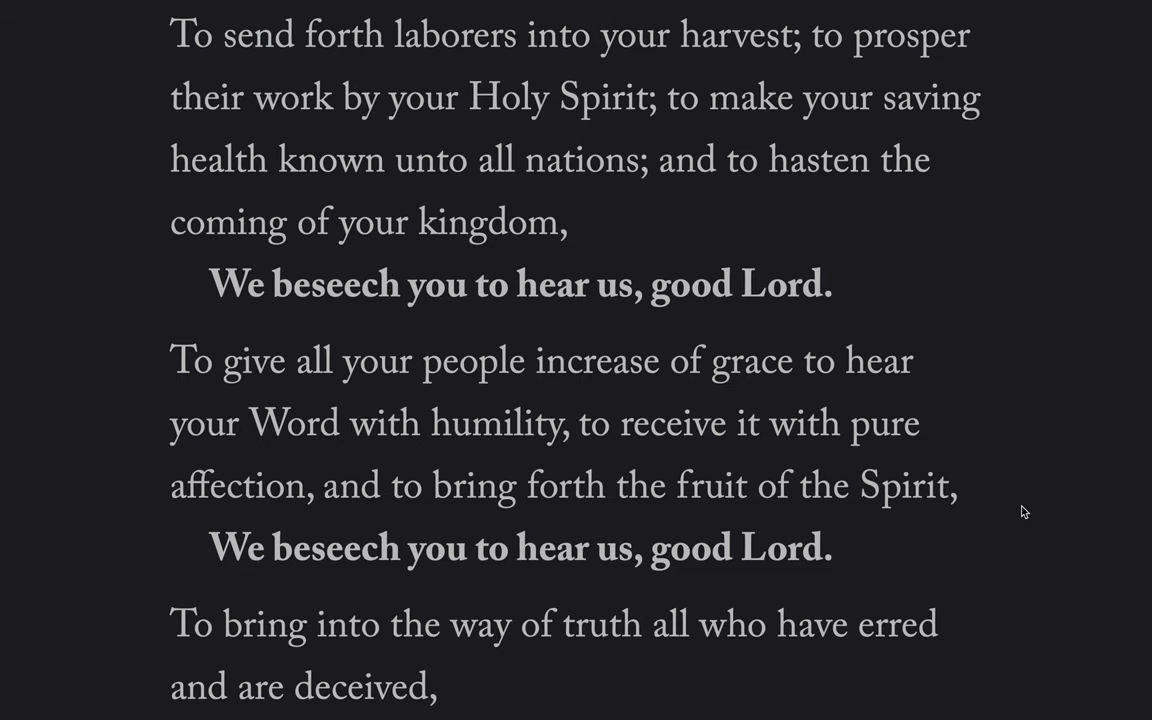 To send forth laborers into your harvest; to prosper
their work by your Holy Spirit; to make your saving
health known unto all nations; and to hasten the
coming of your kingdom,
We beseech you to hear us, good Lord.
To give all your people increase of grace to hear
your Word with humility, to receive it with pure
affection, and to bring forth the fruit of the Spirit,
We beseech you to hear us, good Lord.
To bring into the way of truth all who have erred
and are deceived,